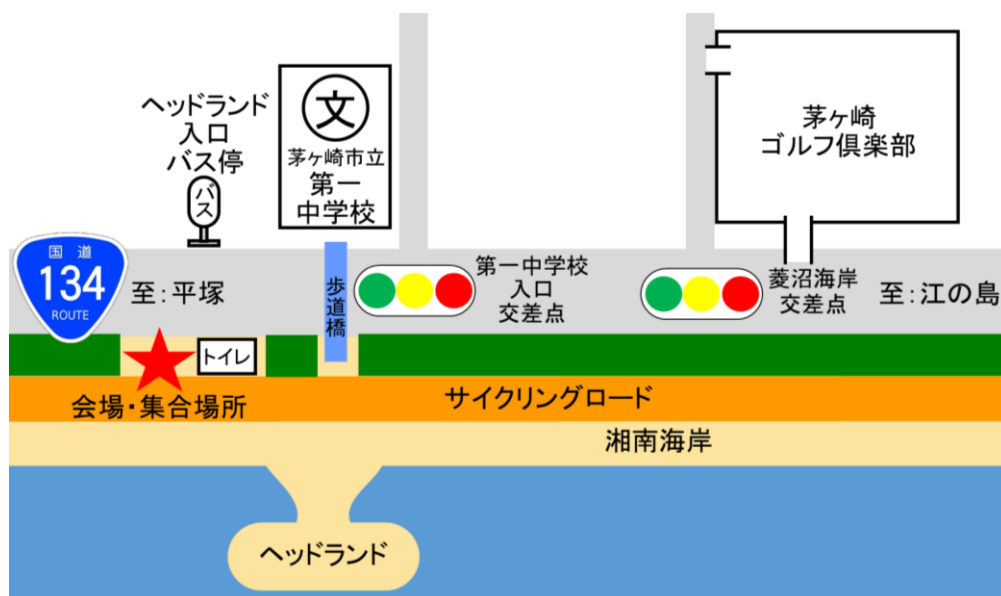 ヘッドランド
入口
バス停
バス
文
茅ヶ崎市立
第一
中学校
茅ヶ崎
ゴルフ倶楽部
国道
134
ROUTE
至:平塚
歩道橋
第一中学校
入口
交差点
菱沼海岸
交差点
至:江の島
トイレ
会場・集合場所
サイクリングロード
湘南海岸
ヘッドランド